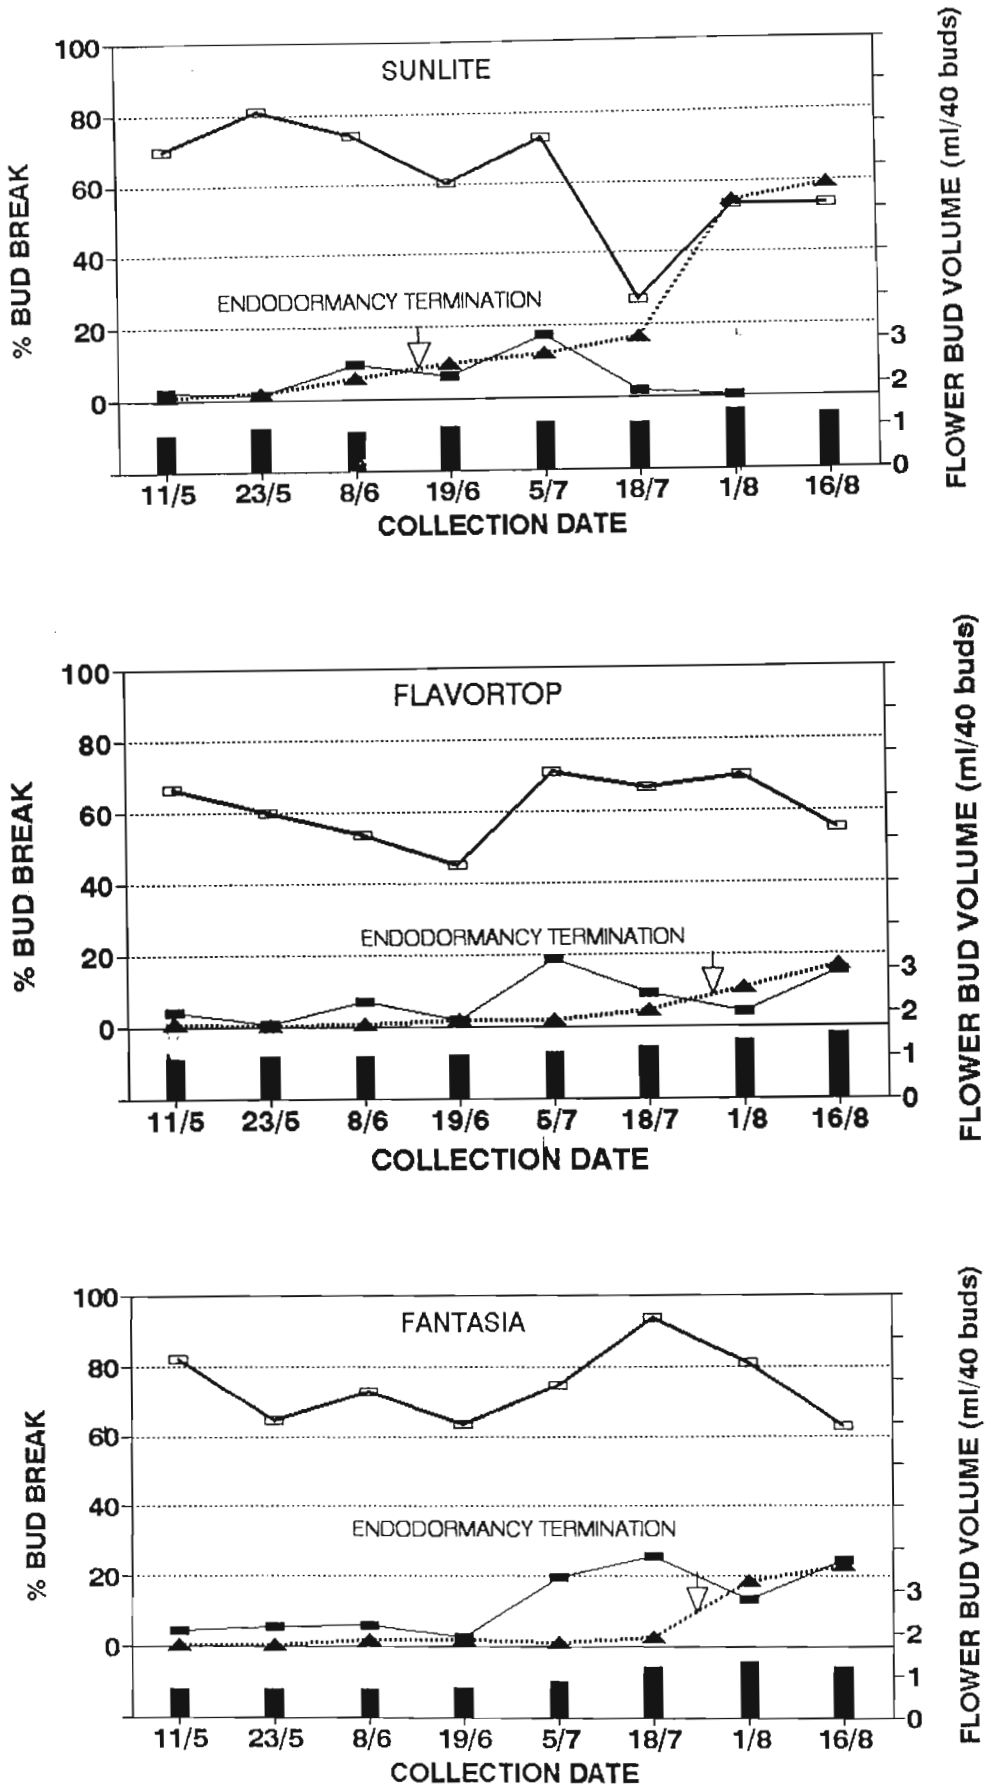 SUNLITE
100
80
60
40
20
0
% BUD BREAK
ENDODORMANCY TERMINATION
3
2
1
0
FLOWER BUD VOLUME (ml/40 buds)
11/5 23/5 8/6 19/6 5/7 18/7 1/8 16/8
COLLECTION DATE
FLAVORTOP
100
80
60
40
20
0
% BUD BREAK
ENDODORMANCY TERMINATION
3
2
1
0
FLOWER BUD VOLUME (ml/40 buds)
11/5 23/5 8/6 19/6 5/7 18/7 1/8 16/8
COLLECTION DATE
FANTASIA
100
80
60
40
20
0
% BUD BREAK
ENDODORMANCY TERMINATION
3
2
1
0
FLOWER BUD VOLUME (ml/40 buds)
11/5 23/5 8/6 19/6 5/7 18/7 1/8 16/8
COLLECTION DATE